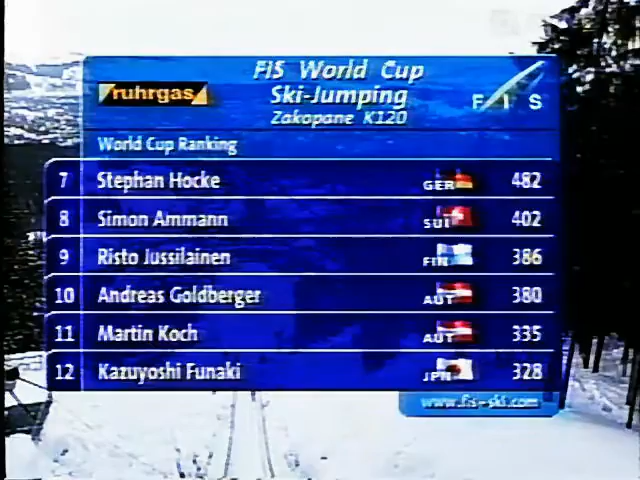 FIS World Cup
ruhrgas
Ski-Jumping
FIS
Zakopane K120
World Cup Ranking
7 Stephan Hocke GER 482
8 Simon Ammann SUI 402
9 Risto Jussilainen FIN 386
10 Andreas Goldberger AUT 380
11 Martin Koch AUT 335
12 Kazuyoshi Funaki JPN 328
www.fis-ski.com